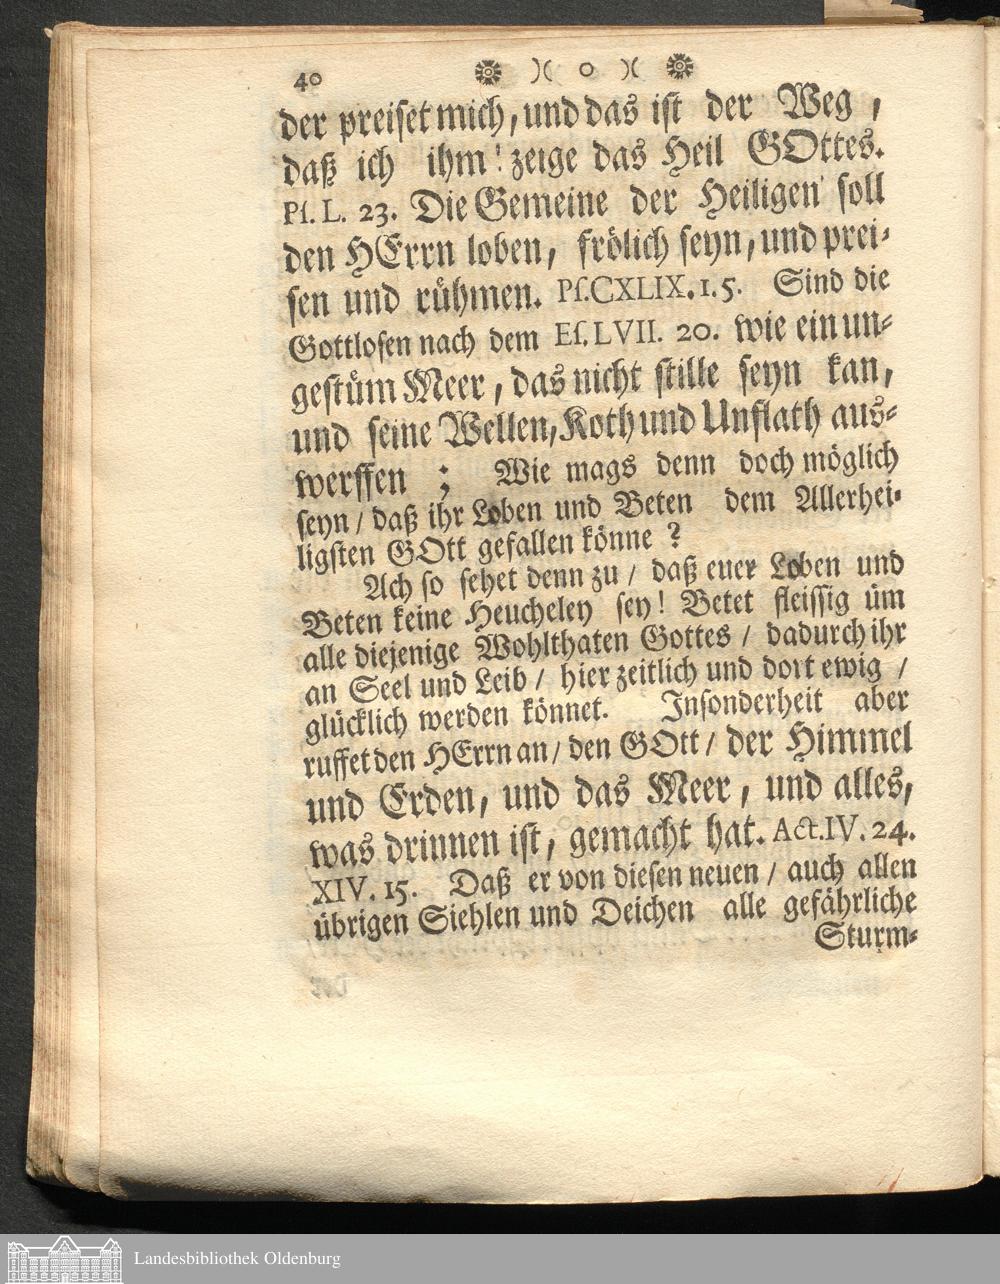 40 ❁ )( o )( ❁
der preiset mich, und das ist der Weg,
daß ich ihm! zeige das Heil GOttes.
Ps. L. 23. Die Gemeine der Heiligen soll
den HErrn loben, frölich seyn, und prei-
sen und rühmen. Ps. CXLIX. 1. 5. Sind die
Gottlosen nach dem Es. LVII. 20. wie ein un-
gestüm Meer, das nicht stille seyn kan,
und seine Wellen, Koth und Unflath aus-
werffen ; Wie mags denn doch möglich
seyn / daß ihr Loben und Beten dem Allerhei-
ligsten GOtt gefallen könne ?
Ach so sehet denn zu / daß euer Loben und
Beten keine Heucheley sey! Betet fleissig üm
alle diejenige Wohlthaten Gottes / dadurch ihr
an Seel und Leib / hier zeitlich und dort ewig /
glücklich werden könnet. Insonderheit aber
ruffet den HErrn an / den GOtt / der Himmel
und Erden, und das Meer, und alles,
was drinnen ist, gemacht hat. Act. IV. 24.
XIV. 15. Daß er von diesen neuen / auch allen
übrigen Siehlen und Deichen alle gefährliche
Sturm-
Landesbibliothek Oldenburg